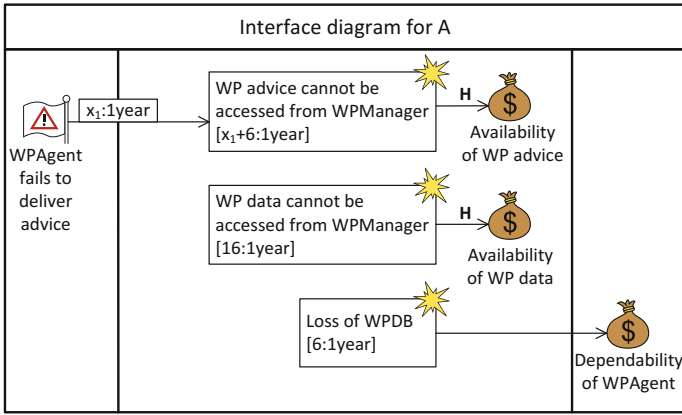 Interface diagram for A
WPAgent
fails to
deliver
advice
x₁:1year
WP advice cannot be
accessed from WPManager
[x₁+6:1year]
H
$
Availability
of WP advice
WP data cannot be
accessed from WPManager
[16:1year]
H
$
Availability
of WP data
Loss of WPDB
[6:1year]
$
Dependability
of WPAgent